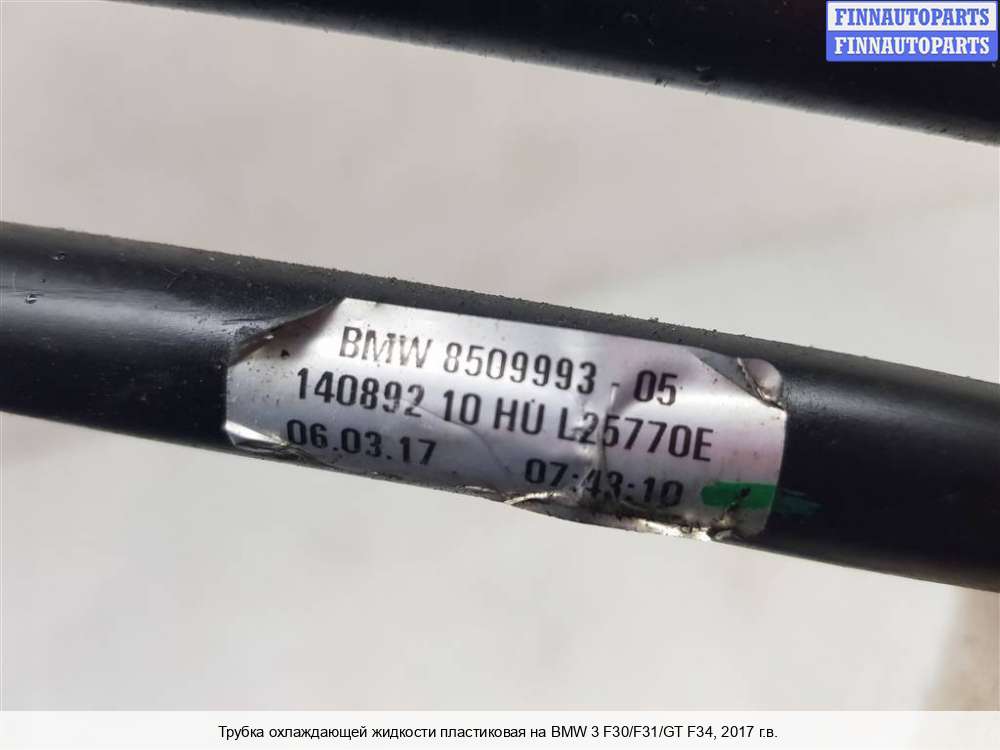 FINNAUTOPARTS
FINNAUTOPARTS
BMW 8509993 - 05
140892 10 HU L25770E
06.03.17 07:43:10
Трубка охлаждающей жидкости пластиковая на BMW 3 F30/F31/GT F34, 2017 г.в.